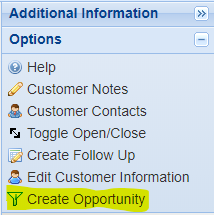 Additional Information
Options
Help
Customer Notes
Customer Contacts
Toggle Open/Close
Create Follow Up
Edit Customer Information
Create Opportunity